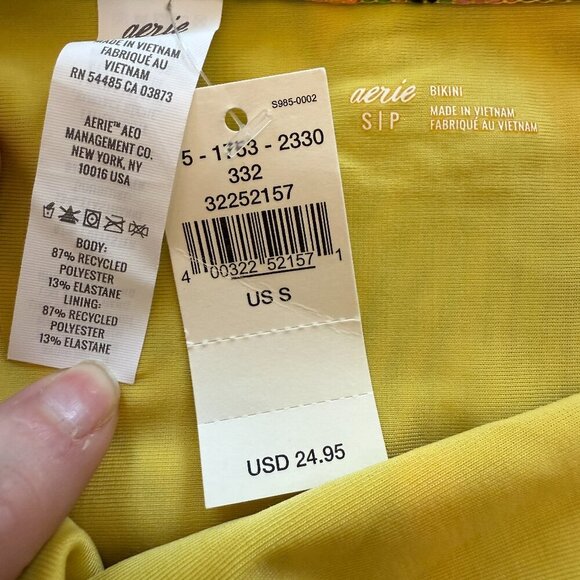 aerie
MADE IN VIETNAM
FABRIQUÉ AU
VIETNAM
RN 54485 CA 03873
AERIE™ AEO
MANAGEMENT CO.
NEW YORK, NY
10016 USA
BODY:
87% RECYCLED
POLYESTER
13% ELASTANE
LINING:
87% RECYCLED
POLYESTER
13% ELASTANE
S985-0002
5 - 1753 - 2330
332
32252157
4 00322 52157 1
US S
USD 24.95
aerie BIKINI
S|P MADE IN VIETNAM
FABRIQUÉ AU VIETNAM